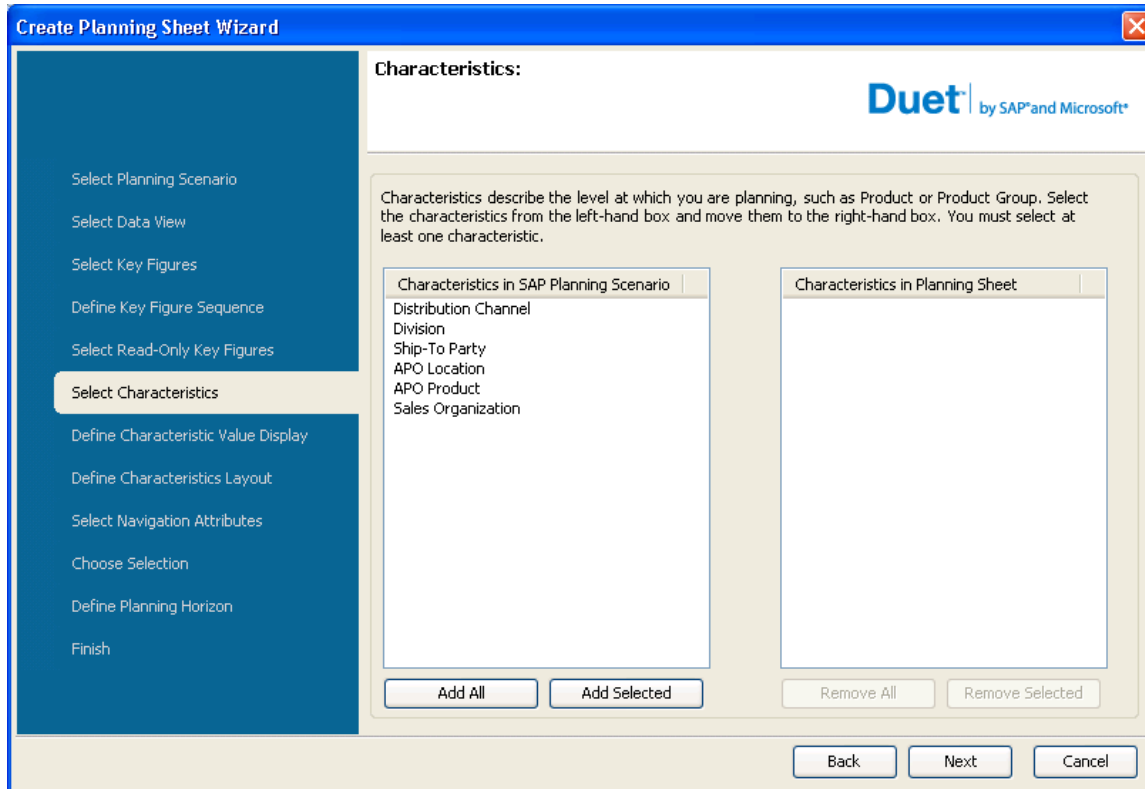 Create Planning Sheet Wizard
Characteristics:
Duet™ by SAP® and Microsoft®
Select Planning Scenario
Select Data View
Select Key Figures
Define Key Figure Sequence
Select Read-Only Key Figures
Select Characteristics
Define Characteristic Value Display
Define Characteristics Layout
Select Navigation Attributes
Choose Selection
Define Planning Horizon
Finish
Characteristics describe the level at which you are planning, such as Product or Product Group. Select
the characteristics from the left-hand box and move them to the right-hand box. You must select at
least one characteristic.
Characteristics in SAP Planning Scenario
Distribution Channel
Division
Ship-To Party
APO Location
APO Product
Sales Organization
Characteristics in Planning Sheet
Add All
Add Selected
Remove All
Remove Selected
Back
Next
Cancel